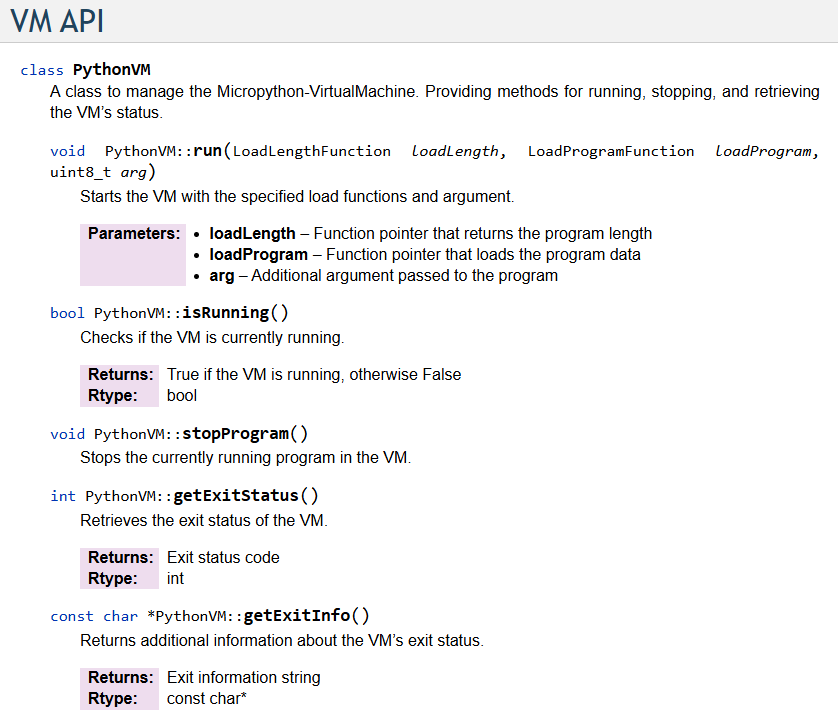 VM API
class PythonVM
A class to manage the Micropython-VirtualMachine. Providing methods for running, stopping, and retrieving
the VM's status.
void PythonVM::run(LoadLengthFunction loadLength, LoadProgramFunction loadProgram,
uint8_t arg)
Starts the VM with the specified load functions and argument.
Parameters: • loadLength – Function pointer that returns the program length
• loadProgram – Function pointer that loads the program data
• arg – Additional argument passed to the program
bool PythonVM::isRunning()
Checks if the VM is currently running.
Returns: True if the VM is running, otherwise False
Rtype: bool
void PythonVM::stopProgram()
Stops the currently running program in the VM.
int PythonVM::getExitStatus()
Retrieves the exit status of the VM.
Returns: Exit status code
Rtype: int
const char *PythonVM::getExitInfo()
Returns additional information about the VM's exit status.
Returns: Exit information string
Rtype: const char*